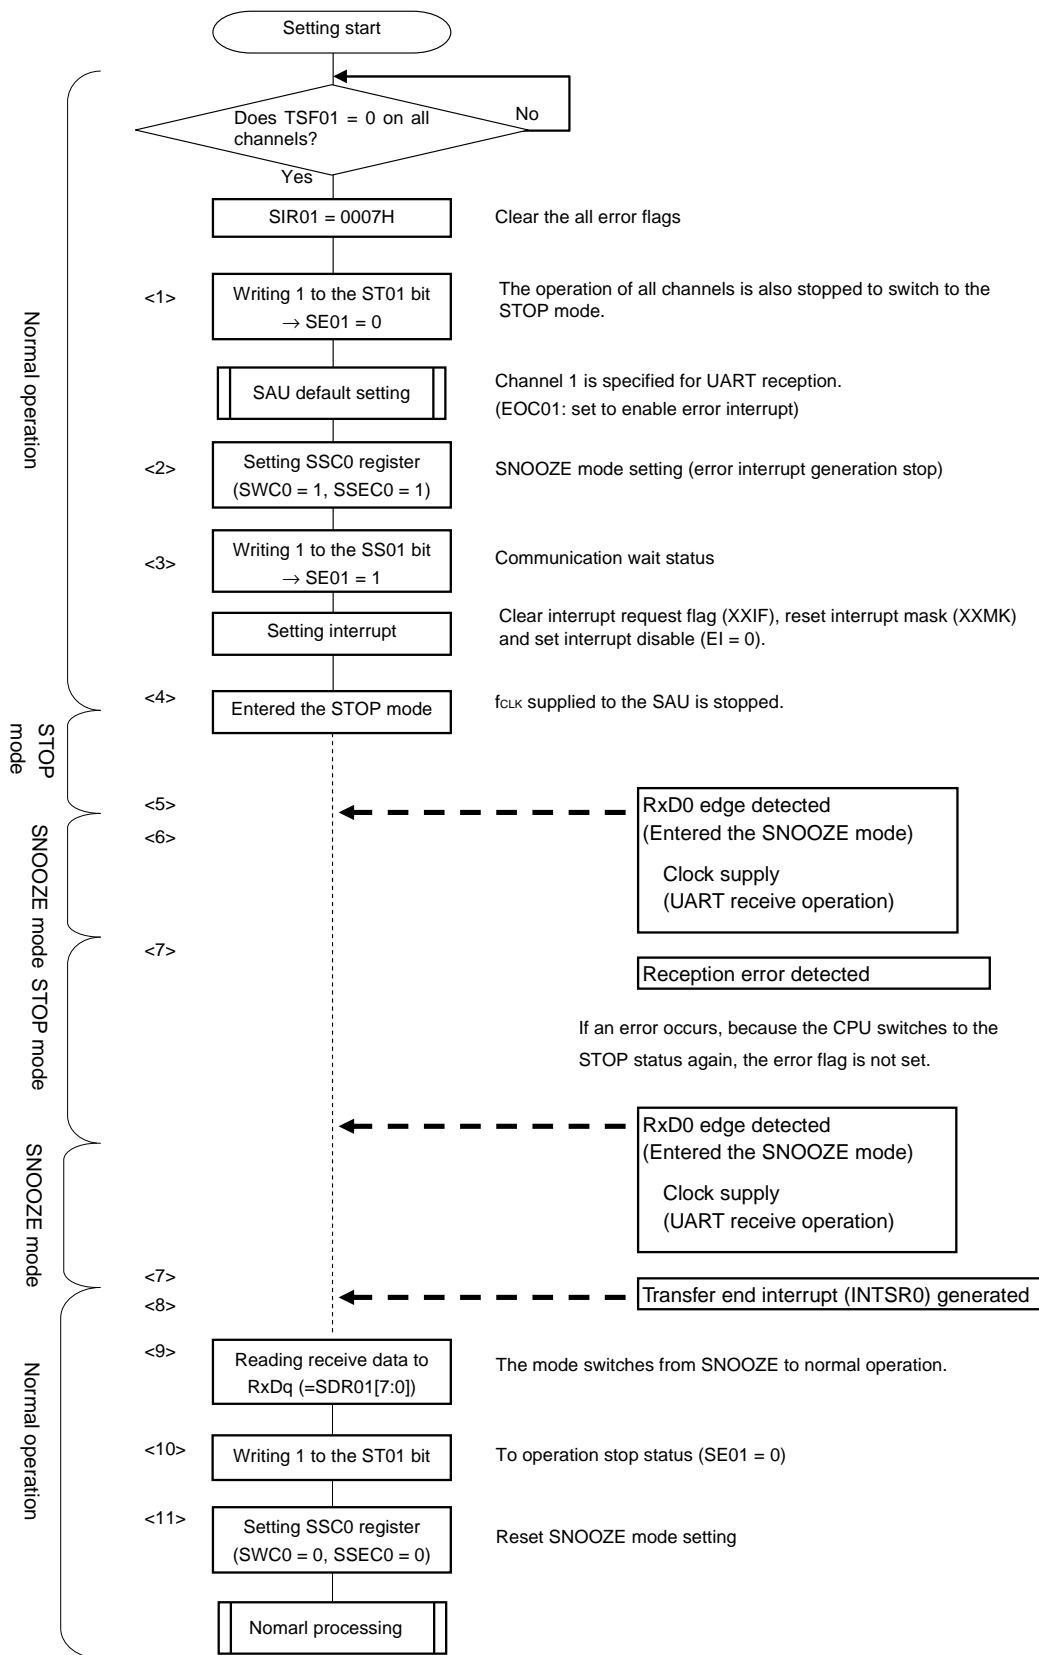 Setting start
Does TSF01 = 0 on all
channels?
No
Yes
SIR01 = 0007H
Clear the all error flags
<1>
Writing 1 to the ST01 bit
→ SE01 = 0
The operation of all channels is also stopped to switch to the
STOP mode.
SAU default setting
Channel 1 is specified for UART reception.
(EOC01: set to enable error interrupt)
Normal operation
<2>
Setting SSC0 register
(SWC0 = 1, SSEC0 = 1)
SNOOZE mode setting (error interrupt generation stop)
<3>
Writing 1 to the SS01 bit
→ SE01 = 1
Communication wait status
Setting interrupt
Clear interrupt request flag (XXIF), reset interrupt mask (XXMK)
and set interrupt disable (EI = 0).
<4>
Entered the STOP mode
fCLK supplied to the SAU is stopped.
STOP
mode
<5>
RxD0 edge detected
(Entered the SNOOZE mode)
<6>
Clock supply
(UART receive operation)
SNOOZE mode
<7>
Reception error detected
STOP mode
If an error occurs, because the CPU switches to the
STOP status again, the error flag is not set.
RxD0 edge detected
(Entered the SNOOZE mode)
Clock supply
(UART receive operation)
SNOOZE mode
<7>
<8>
Transfer end interrupt (INTSR0) generated
<9>
Reading receive data to
RxDq (=SDR01[7:0])
The mode switches from SNOOZE to normal operation.
Normal operation
<10>
Writing 1 to the ST01 bit
To operation stop status (SE01 = 0)
<11>
Setting SSC0 register
(SWC0 = 0, SSEC0 = 0)
Reset SNOOZE mode setting
Nomarl processing